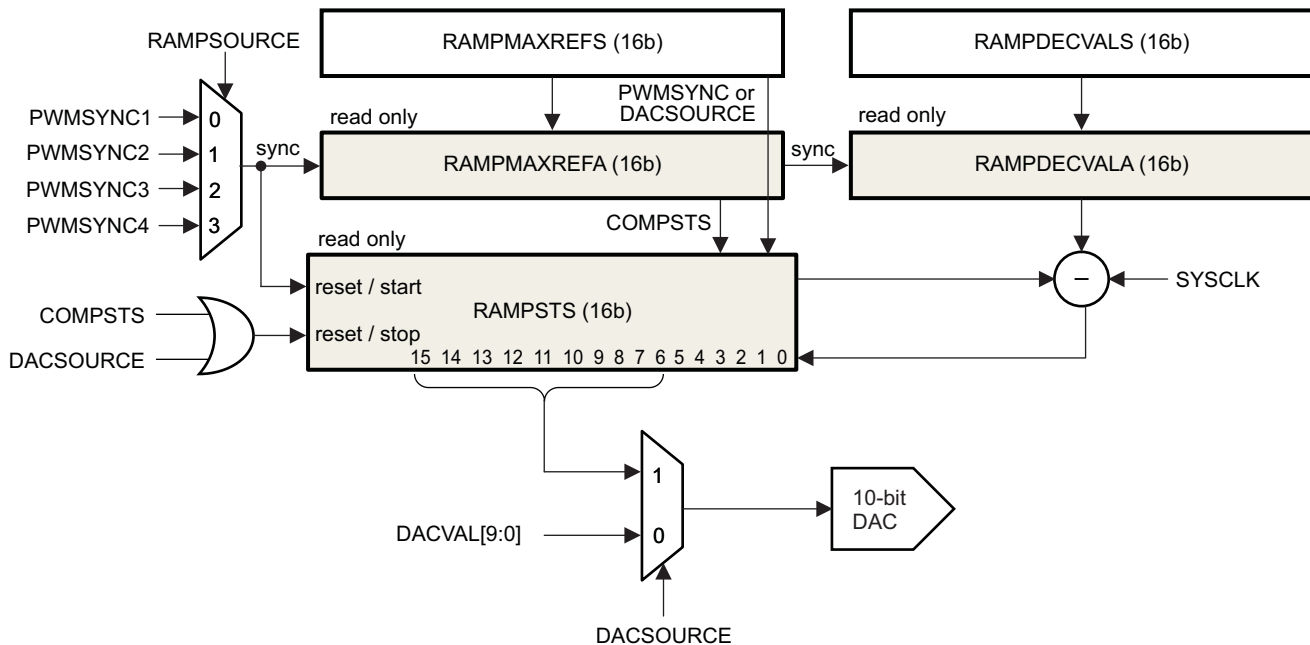 RAMPSOURCE
RAMPMAXREFS (16b)
RAMPDECVALS (16b)
PWMSYNC or
DACSOURCE
PWMSYNC1
PWMSYNC2
PWMSYNC3
PWMSYNC4
0
1
2
3
sync
read only
RAMPMAXREFA (16b)
sync
read only
RAMPDECVALA (16b)
COMPSTS
read only
reset / start
RAMPSTS (16b)
reset / stop
15 14 13 12 11 10 9 8 7 6 5 4 3 2 1 0
–
SYSCLK
COMPSTS
DACSOURCE
1
0
DACVAL[9:0]
10-bit
DAC
DACSOURCE